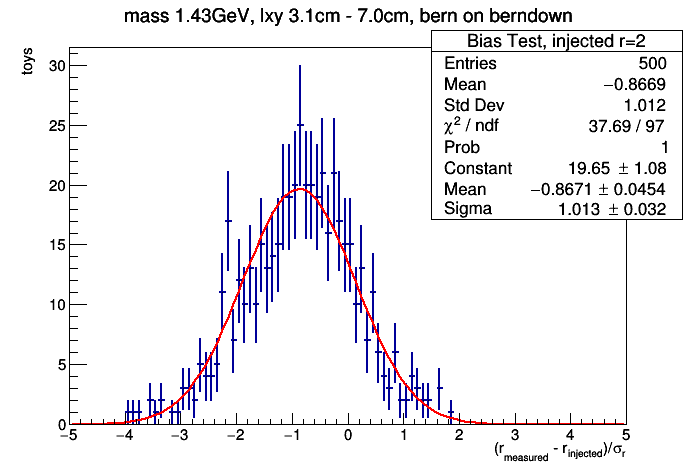 mass 1.43GeV, lxy 3.1cm - 7.0cm, bern on berndown
toys
Bias Test, injected r=2
Entries 500
Mean −0.8669
Std Dev 1.012
χ² / ndf 37.69 / 97
Prob 1
Constant 19.65 ± 1.08
Mean −0.8671 ± 0.0454
Sigma 1.013 ± 0.032
30
25
20
15
10
5
0
−5 −4 −3 −2 −1 0 1 2 3 4 5
(r_measured - r_injected)/σ_r